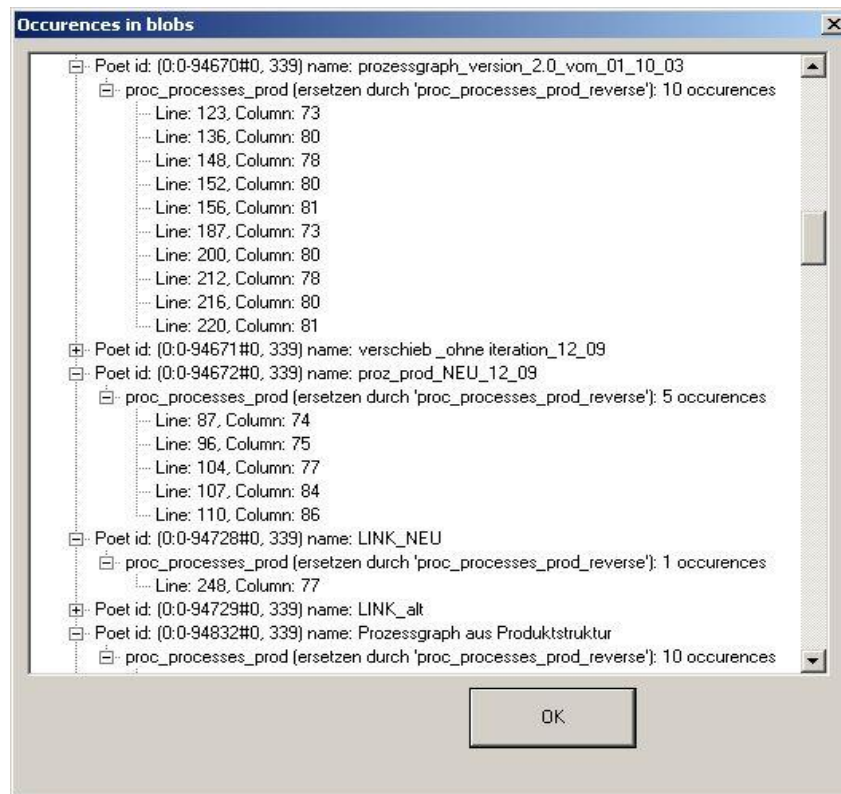 Occurences in blobs
Poet id: (0:0-94670#0, 339) name: prozessgraph_version_2.0_vom_01_10_03
proc_processes_prod (ersetzen durch 'proc_processes_prod_reverse'): 10 occurences
Line: 123, Column: 73
Line: 136, Column: 80
Line: 148, Column: 78
Line: 152, Column: 80
Line: 156, Column: 81
Line: 187, Column: 73
Line: 200, Column: 80
Line: 212, Column: 78
Line: 216, Column: 80
Line: 220, Column: 81
Poet id: (0:0-94671#0, 339) name: verschieb _ohne iteration_12_09
Poet id: (0:0-94672#0, 339) name: proz_prod_NEU_12_09
proc_processes_prod (ersetzen durch 'proc_processes_prod_reverse'): 5 occurences
Line: 87, Column: 74
Line: 96, Column: 75
Line: 104, Column: 77
Line: 107, Column: 84
Line: 110, Column: 86
Poet id: (0:0-94728#0, 339) name: LINK_NEU
proc_processes_prod (ersetzen durch 'proc_processes_prod_reverse'): 1 occurences
Line: 248, Column: 77
Poet id: (0:0-94729#0, 339) name: LINK_alt
Poet id: (0:0-94832#0, 339) name: Prozessgraph aus Produktstruktur
proc_processes_prod (ersetzen durch 'proc_processes_prod_reverse'): 10 occurences
OK